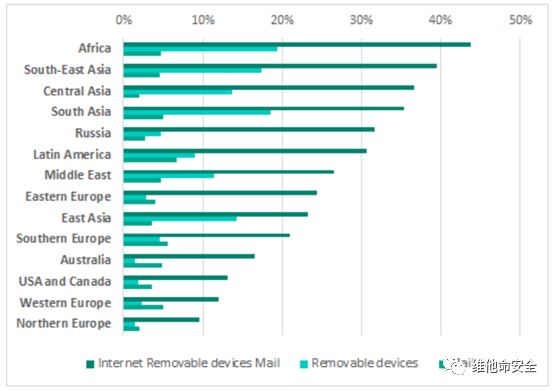 0% 10% 20% 30% 40% 50%
Africa
South-East Asia
Central Asia
South Asia
Russia
Latin America
Middle East
Eastern Europe
East Asia
Southern Europe
Australia
USA and Canada
Western Europe
Northern Europe
Internet Removable devices Mail Removable devices Mail
维他命安全